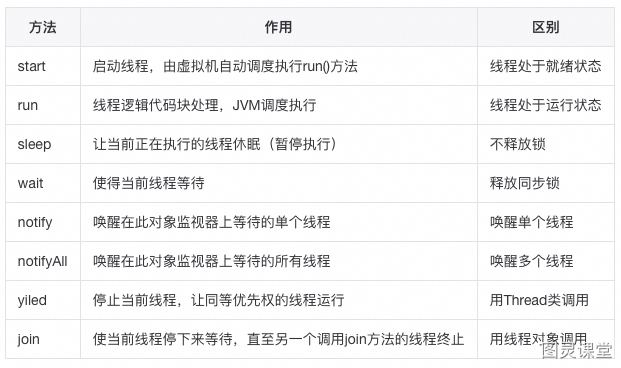 方法 作用 区别
start 启动线程，由虚拟机自动调度执行run()方法 线程处于就绪状态
run 线程逻辑代码块处理，JVM调度执行 线程处于运行状态
sleep 让当前正在执行的线程休眠（暂停执行） 不释放锁
wait 使得当前线程等待 释放同步锁
notify 唤醒在此对象监视器上等待的单个线程 唤醒单个线程
notifyAll 唤醒在此对象监视器上等待的所有线程 唤醒多个线程
yiled 停止当前线程，让同等优先权的线程运行 用Thread类调用
join 使当前线程停下来等待，直至另一个调用join方法的线程终止 用线程对象调用
图灵课堂